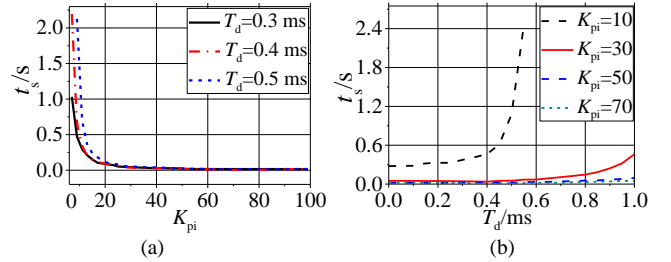 T_d=0.3 ms
T_d=0.4 ms
T_d=0.5 ms
t_s/s
2.0
1.5
1.0
0.5
0.0
0 20 40 60 80 100
K_pi
(a)
K_pi=10
K_pi=30
K_pi=50
K_pi=70
t_s/s
2.4
1.8
1.2
0.6
0.0
0.0 0.2 0.4 0.6 0.8 1.0
T_d/ms
(b)